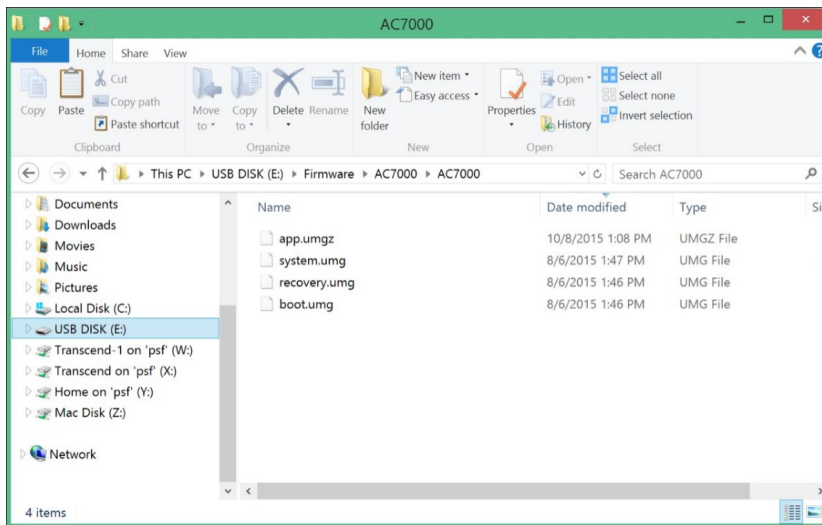 AC7000
File Home Share View
Copy
Paste
Cut
Copy path
Paste shortcut
Clipboard
Move to
Copy to
Delete
Rename
Organize
New folder
New item
Easy access
New
Properties
Open
Edit
History
Open
Select all
Select none
Invert selection
Select
This PC USB DISK (E:) Firmware AC7000 AC7000 Search AC7000
Documents
Downloads
Movies
Music
Pictures
Local Disk (C:)
USB DISK (E:)
Transcend-1 on 'psf' (W:)
Transcend on 'psf' (X:)
Home on 'psf' (Y:)
Mac Disk (Z:)
Network
Name Date modified Type Si
app.umgz 10/8/2015 1:08 PM UMGZ File
system.umg 8/6/2015 1:47 PM UMG File
recovery.umg 8/6/2015 1:46 PM UMG File
boot.umg 8/6/2015 1:46 PM UMG File
4 items